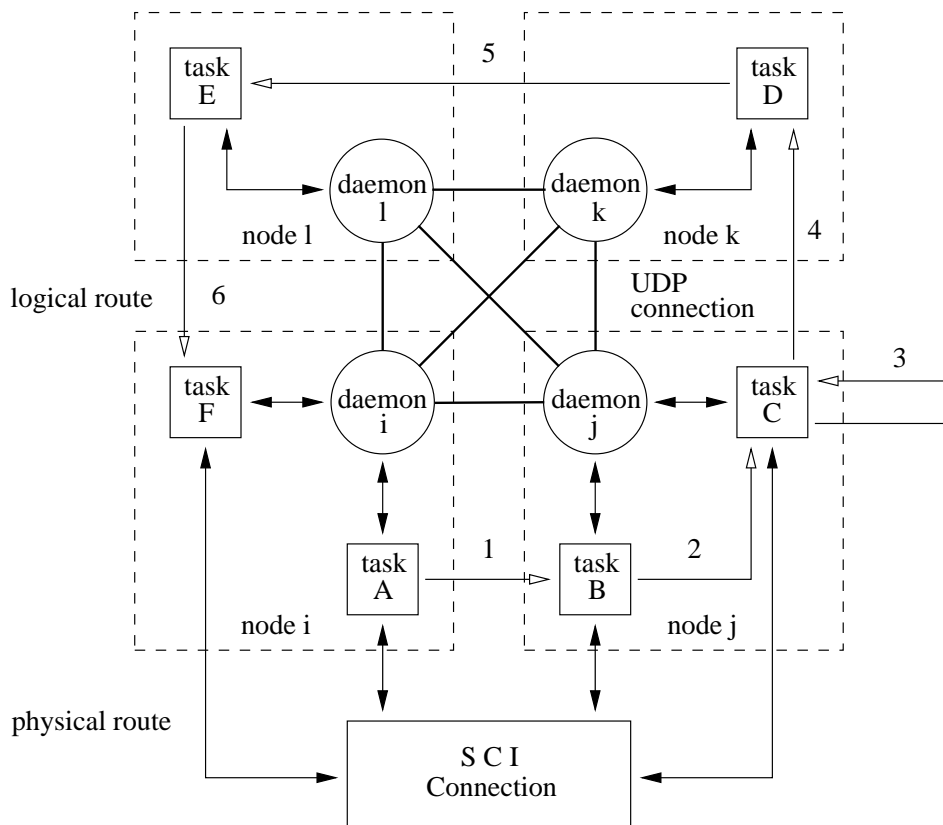 5
task
E
task
D
daemon
l
daemon
k
node l
node k
4
logical route
6
UDP
connection
3
task
F
daemon
i
daemon
j
task
C
1
2
task
A
task
B
node i
node j
physical route
S C I
Connection